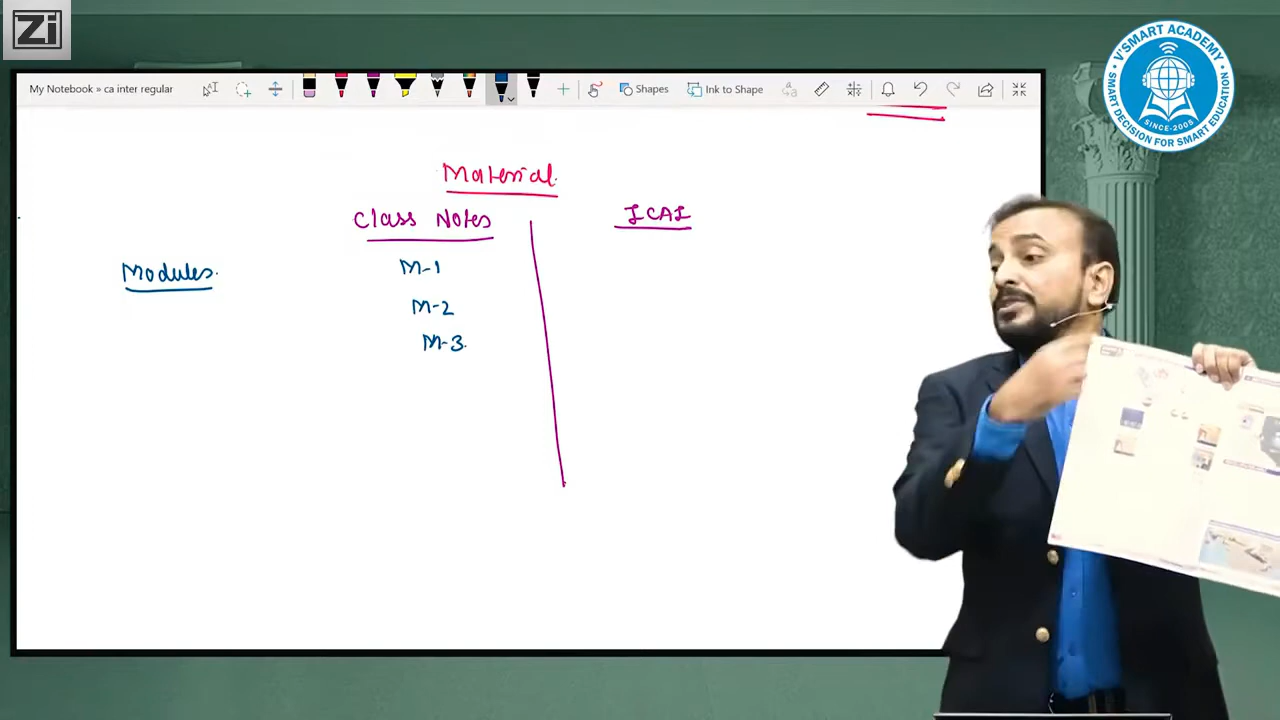 Zi
V'SMART ACADEMY
SINCE-2005
SMART DECISION FOR SMART EDUCATION
My Notebook » ca inter regular
Shapes
Ink to Shape
Material.
Class Notes
ICAI
Modules.
M-1
M-2
M-3.